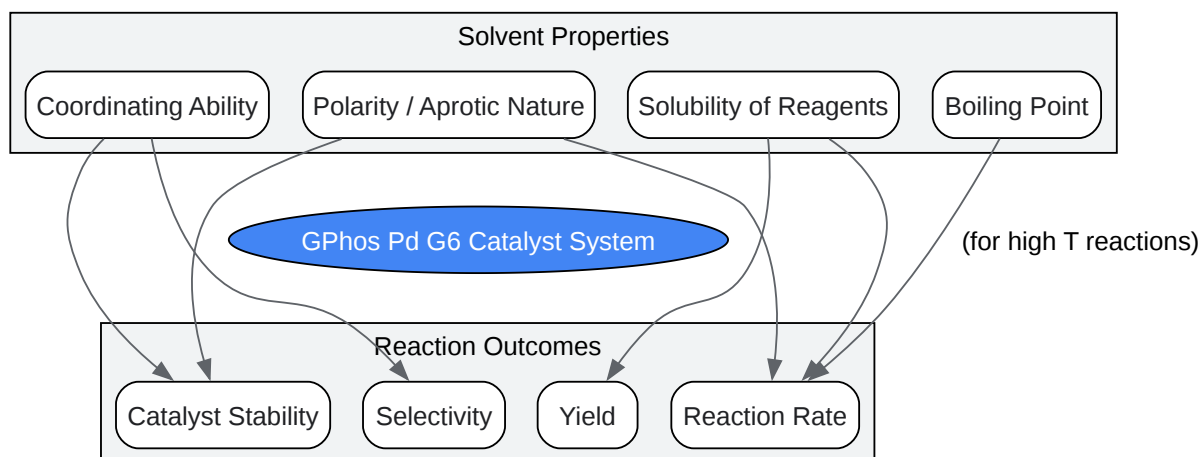 Solvent Properties
Coordinating Ability
Polarity / Aprotic Nature
Solubility of Reagents
Boiling Point
GPhos Pd G6 Catalyst System
(for high T reactions)
Reaction Outcomes
Catalyst Stability
Selectivity
Yield
Reaction Rate